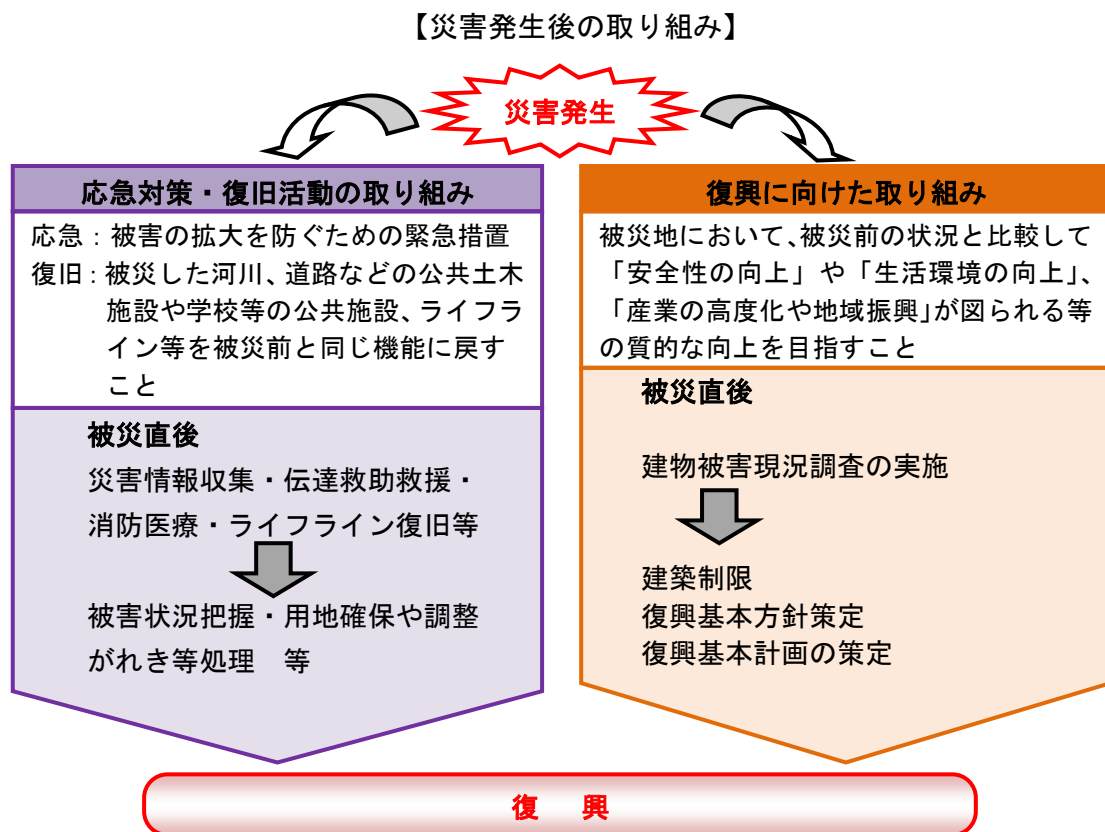 【災害発生後の取り組み】
災害発生
応急対策・復旧活動の取り組み
応急：被害の拡大を防ぐための緊急措置
復旧：被災した河川、道路などの公共土木
施設や学校等の公共施設、ライフラ
イン等を被災前と同じ機能に戻す
こと
被災直後
災害情報収集・伝達救助救援・
消防医療・ライフライン復旧等
被害状況把握・用地確保や調整
がれき等処理　等
復興に向けた取り組み
被災地において、被災前の状況と比較して
「安全性の向上」や「生活環境の向上」、
「産業の高度化や地域振興」が図られる等
の質的な向上を目指すこと
被災直後
建物被害現況調査の実施
建築制限
復興基本方針策定
復興基本計画の策定
復　興